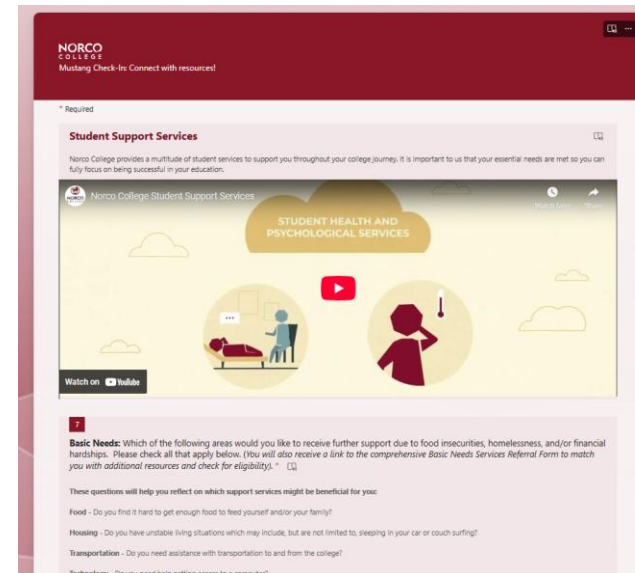 NORCO
COLLEGE
Mustang Check-In: Connect with resources!
* Required
Student Support Services
Norco College provides a multitude of student services to support you throughout your college journey. It is important to us that your essential needs are met so you can
fully focus on being successful in your education.
Norco College Student Support Services
Watch later
Share
STUDENT HEALTH AND
PSYCHOLOGICAL SERVICES
Watch on YouTube
7
Basic Needs: Which of the following areas would you like to receive further support due to food insecurities, homelessness, and/or financial
hardships. Please check all that apply below. (You will also receive a link to the comprehensive Basic Needs Services Referral Form to match
you with additional resources and check for eligibility). *
These questions will help you reflect on which support services might be beneficial for you:
Food - Do you find it hard to get enough food to feed yourself and/or your family?
Housing - Do you have unstable living situations which may include, but are not limited to, sleeping in your car or couch surfing?
Transportation - Do you need assistance with transportation to and from the college?
Technology - Do you need help getting access to a computer?